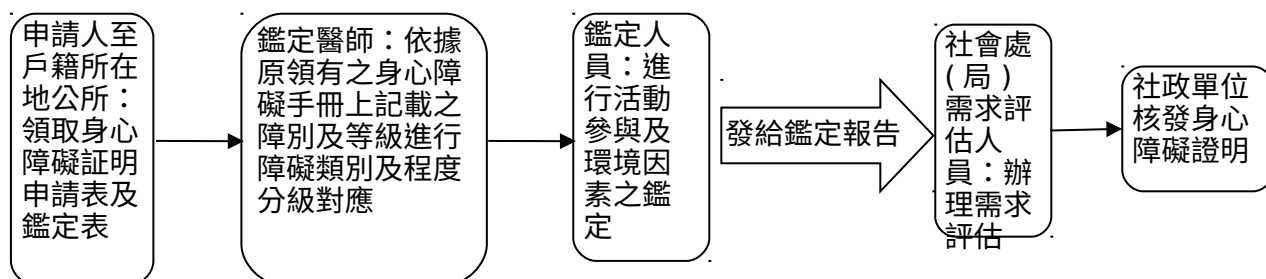 申請人至
戶籍所在
地公所：
領取身心
障礙証明
申請表及
鑑定表
鑑定醫師：依據
原領有之身心障
礙手冊上記載之
障別及等級進行
障礙類別及程度
分級對應
鑑定人
員：進
行活動
參與及
環境因
素之鑑
定
發給鑑定報告
社會處
(局)
需求評
估人
員：辦
理需求
評估
社政單位
核發身心
障礙證明